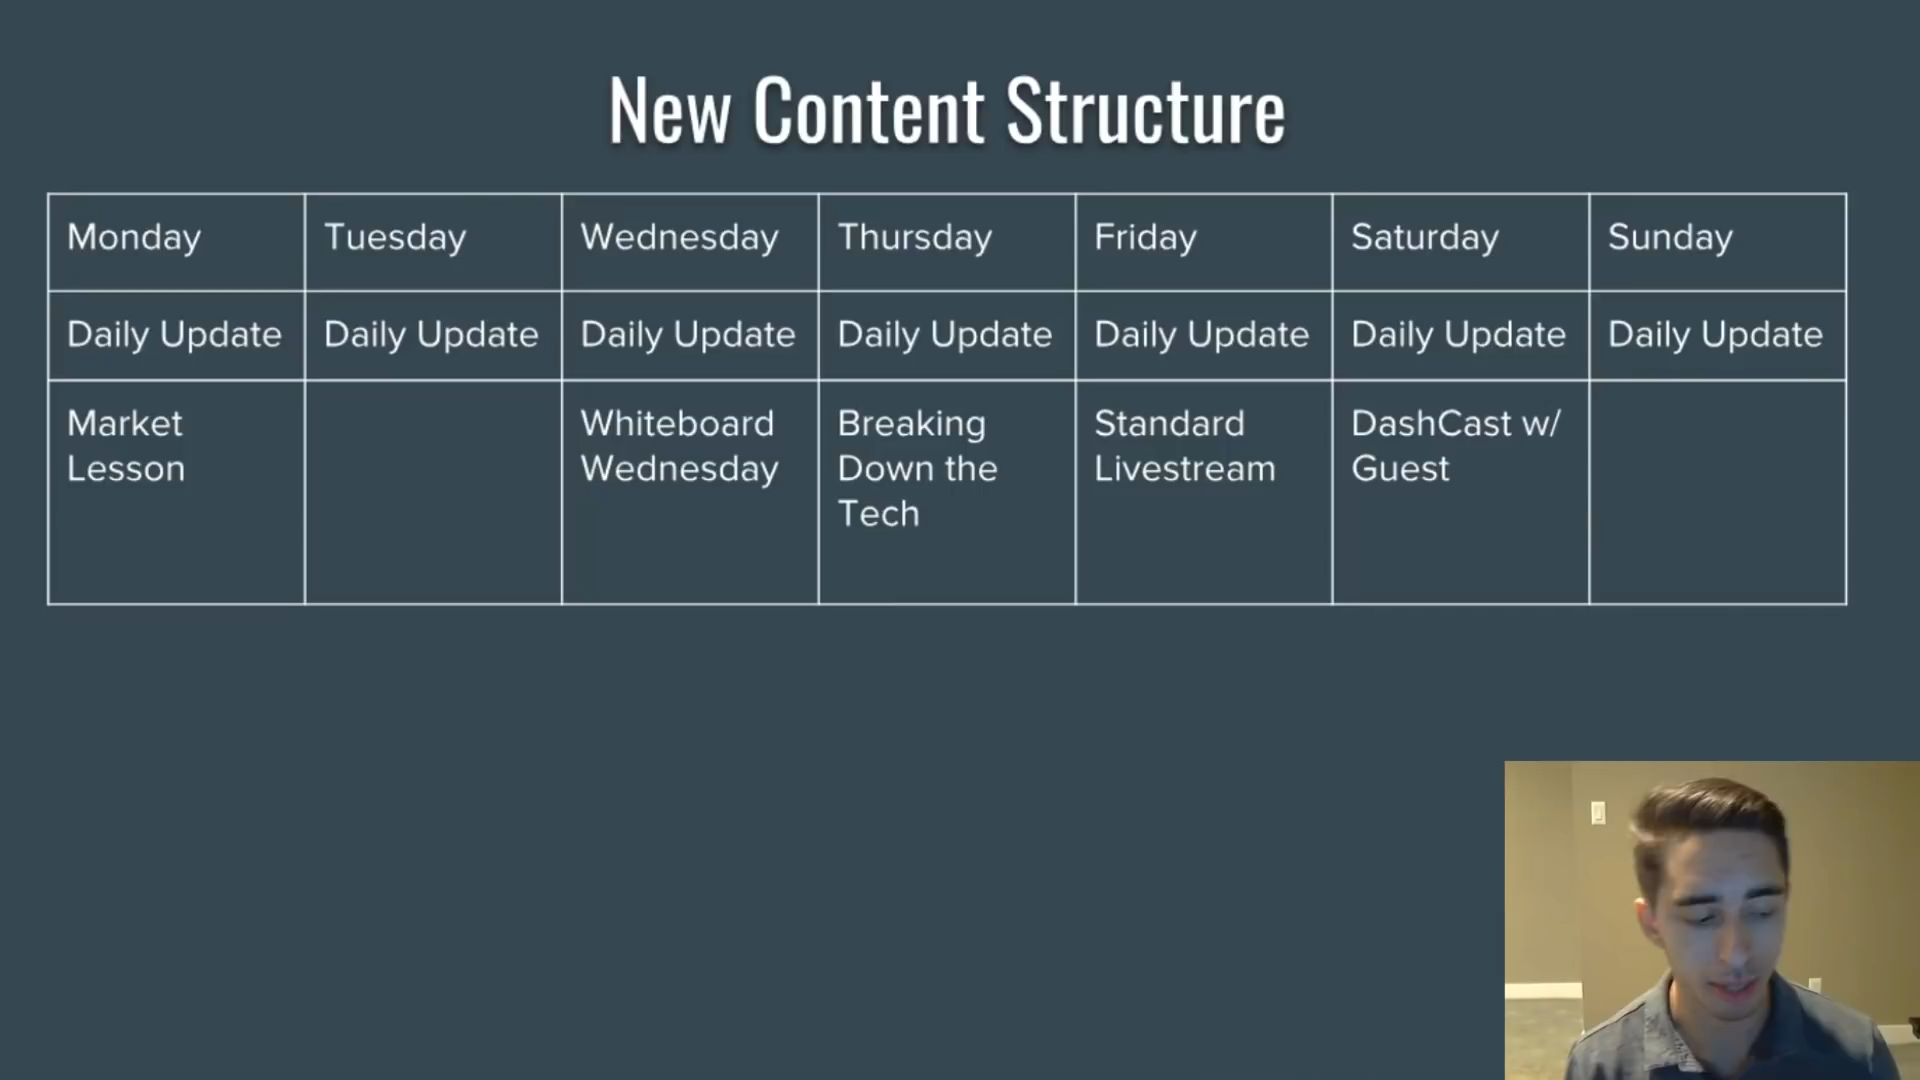 New Content Structure
Monday Tuesday Wednesday Thursday Friday Saturday Sunday
Daily Update Daily Update Daily Update Daily Update Daily Update Daily Update Daily Update
Market
Lesson
Whiteboard
Wednesday
Breaking
Down the
Tech
Standard
Livestream
DashCast w/
Guest